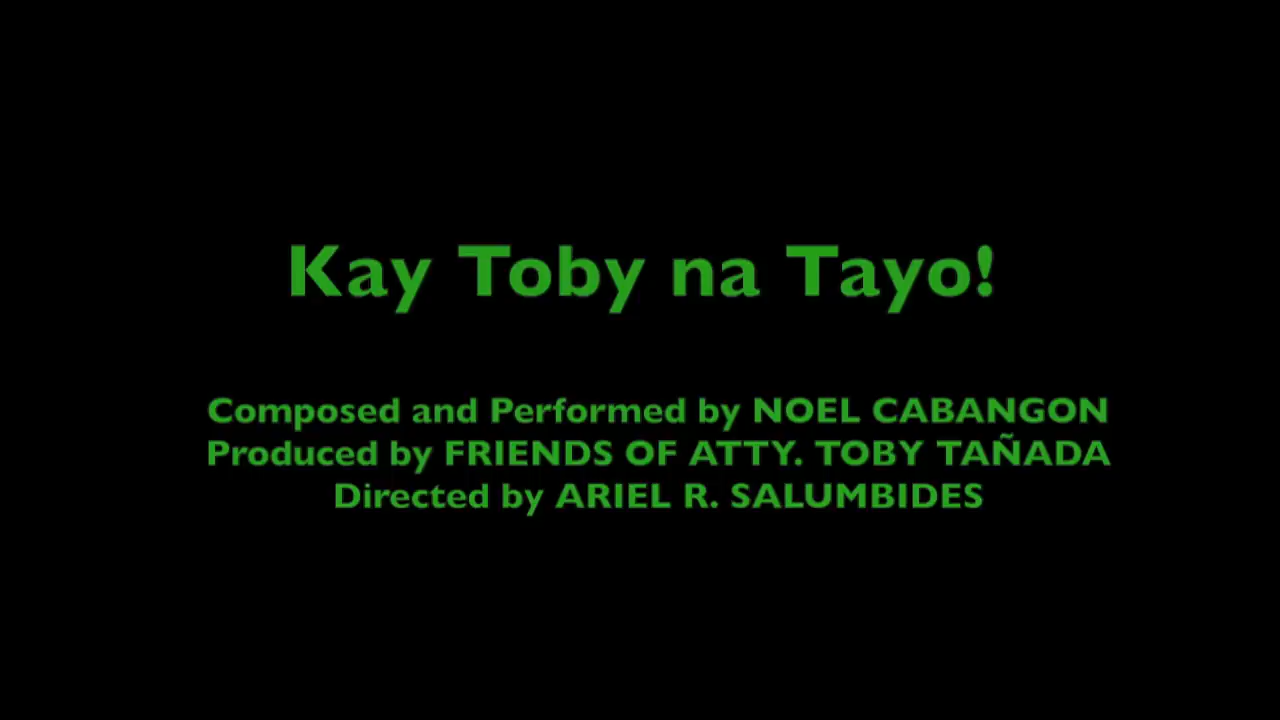 Kay Toby na Tayo!
Composed and Performed by NOEL CABANGON
Produced by FRIENDS OF ATTY. TOBY TAÑADA
Directed by ARIEL R. SALUMBIDES